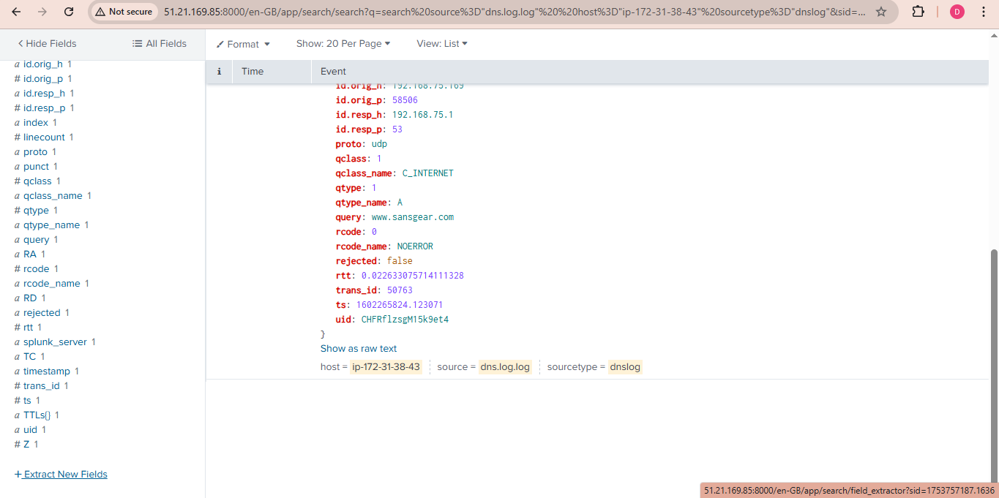 Not secure 51.21.169.85:8000/en-GB/app/search/search?q=search%20source%3D"dns.log.log"%20%20host%3D"ip-172-31-38-43"%20sourcetype%3D"dnslog"&sid=...
D
Hide Fields All Fields
Format Show: 20 Per Page View: List
i Time Event
a id.orig_h 1
# id.orig_p 1
a id.resp_h 1
# id.resp_p 1
a index 1
# linecount 1
a proto 1
a punct 1
# qclass 1
a qclass_name 1
# qtype 1
a qtype_name 1
a query 1
a RA 1
# rcode 1
a rcode_name 1
a RD 1
a rejected 1
# rtt 1
a splunk_server 1
a TC 1
a timestamp 1
# trans_id 1
# ts 1
a TTLs{} 1
a uid 1
# Z 1
+ Extract New Fields
id.orig_h: 192.168.75.169
id.orig_p: 58506
id.resp_h: 192.168.75.1
id.resp_p: 53
proto: udp
qclass: 1
qclass_name: C_INTERNET
qtype: 1
qtype_name: A
query: www.sansgear.com
rcode: 0
rcode_name: NOERROR
rejected: false
rtt: 0.022633075714111328
trans_id: 50763
ts: 1602265824.123071
uid: CHFRflzsgM15k9et4
}
Show as raw text
host = ip-172-31-38-43 source = dns.log.log sourcetype = dnslog
51.21.169.85:8000/en-GB/app/search/field_extractor?sid=1753757187.1636